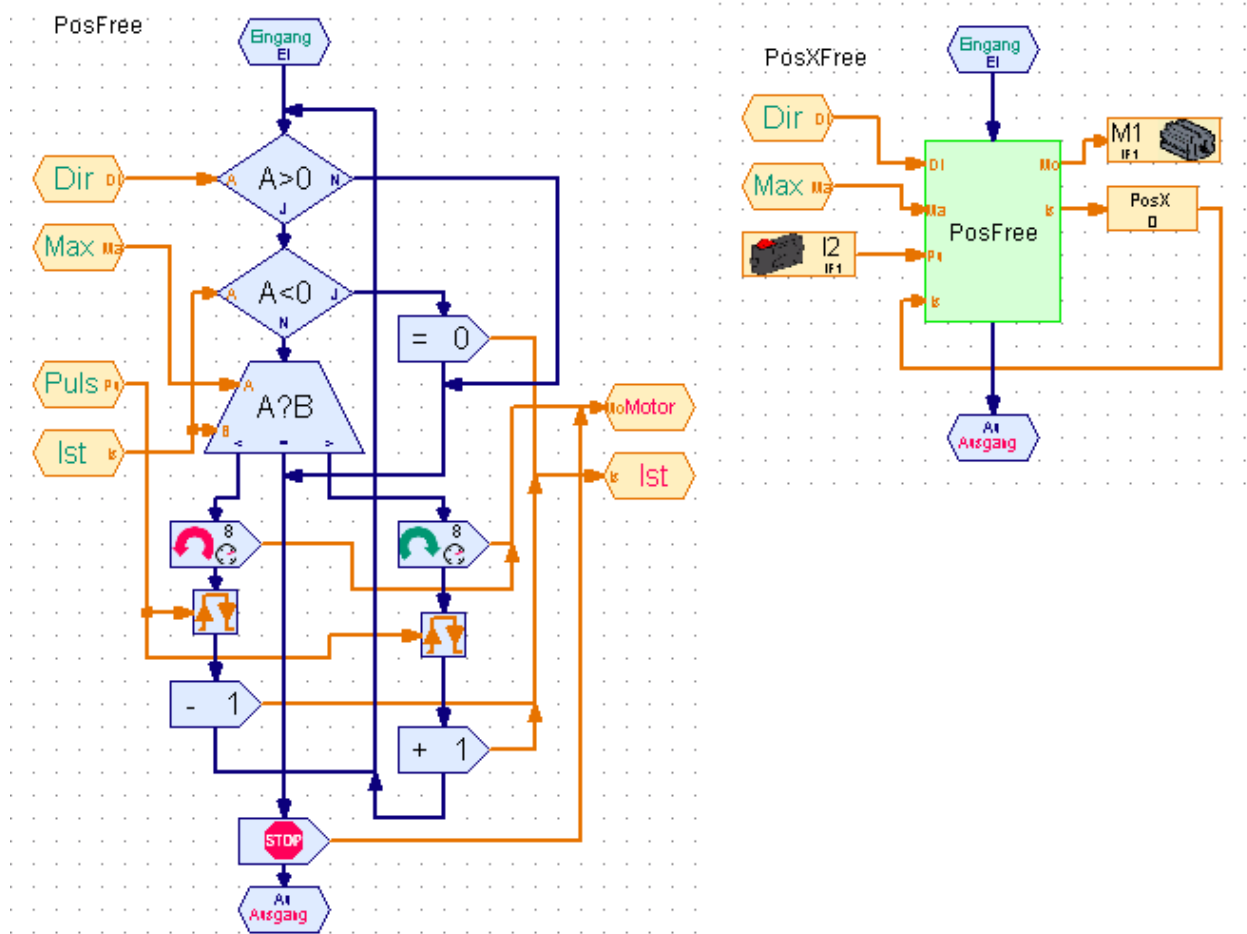 PosFree
Eingang
EI
Dir DI
A A>0 N
J
Max Ma
A A<0 J
N
= 0
Puls Pu
A
A?B
B
< = >
Ist Is
Mo Motor
Is Ist
8
8
- 1
+ 1
STOP
Au
Ausgang
PosXFree
Eingang
EI
Dir DI
Max Ma
I2
IF1
DI Mo
Ma Is
PosFree
Pu
Is
M1
IF1
PosX
0
Au
Ausgang